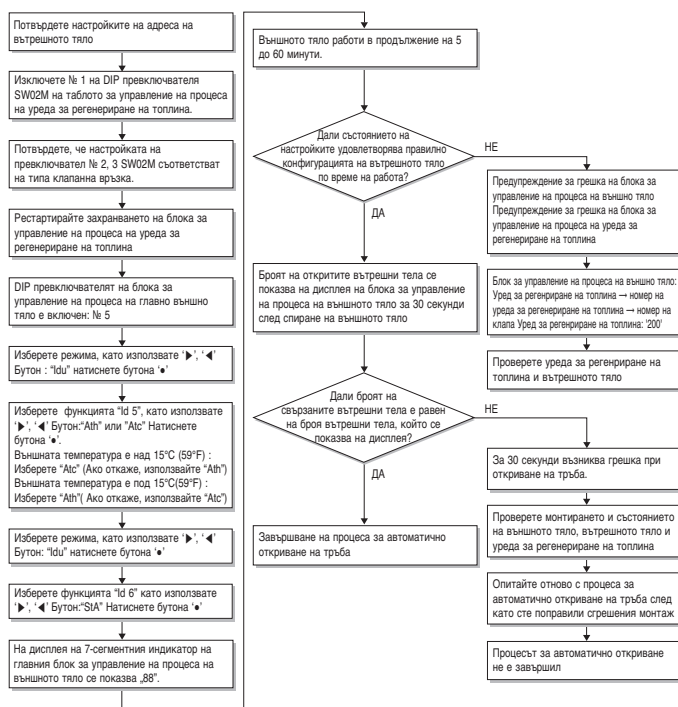 Потвърдете настройките на адреса на
вътрешното тяло
Изключете № 1 на DIP превключвателя
SW02M на таблото за управление на процеса
на уреда за регенериране на топлина.
Потвърдете, че настройката на
превключвател № 2, 3 SW02M съответстват
на типа клапанна връзка.
Рестартирайте захранването на блока за
управление на процеса на уреда за
регенериране на топлина
DIP превключвателят на блока за
управление на процеса на главно външно
тяло е включен: № 5
Изберете режима, като използвате ‘▶’, ‘◀’
Бутон : “Idu” натиснете бутона ‘●’
Изберете функцията “Id 5”, като използвате
‘▶’, ‘◀’ Бутон:“Ath” или “Atc” Натиснете
бутона ‘●’.
Външната температура е над 15°C (59°F) :
Изберете “Atc” (Ако откаже, използвайте “Ath”)
Външната температура е под 15°C(59°F) :
Изберете “Ath”( Ако откаже, използвайте “Atc”)
Изберете режима, като използвате ‘▶’, ‘◀’
Бутон: “Idu” натиснете бутона ‘●’
Изберете функцията “Id 6” като използвате
‘▶’, ‘◀’ Бутон:“StA” Натиснете бутона ‘●’
На дисплея на 7-сегментния индикатор на
главния блок за управление на процеса на
външното тяло се показва „88”.
Външното тяло работи в продължение на 5
до 60 минути.
Дали състоянието на
настройките удовлетворява правилно
конфигурацията на вътрешното тяло
по време на работа?
НЕ
ДА
Броят на откритите вътрешни тела се
показва на дисплея на блока за управление
на процеса на външното тяло за 30 секунди
след спиране на външното тяло
Дали броят на
свързаните вътрешни тела е равен
на броя вътрешни тела, който се
показва на дисплея?
НЕ
ДА
Завършване на процеса за автоматично
откриване на тръба
Предупреждение за грешка на блока за
управление на процеса на външно тяло
Предупреждение за грешка на блока за
управление на процеса на уреда за
регенериране на топлина
Блок за управление на процеса на външно тяло:
Уред за регенриране на топлина → номер на
уреда за регенериране на топлина → номер на
клапа Уред за регенриране на топлина: ’200’
Проверете уреда за регенриране на
топлина и вътрешното тяло
За 30 секунди възниква грешка при
откриване на тръба.
Проверете монтирането и състоянието
на външното тяло, вътрешното тяло и
уреда за регенериране на топлина
Опитайте отново с процеса за
автоматично откриване на тръба след
като сте поправили сгрешения монтаж
Процесът за автоматично откриване
не е завършил